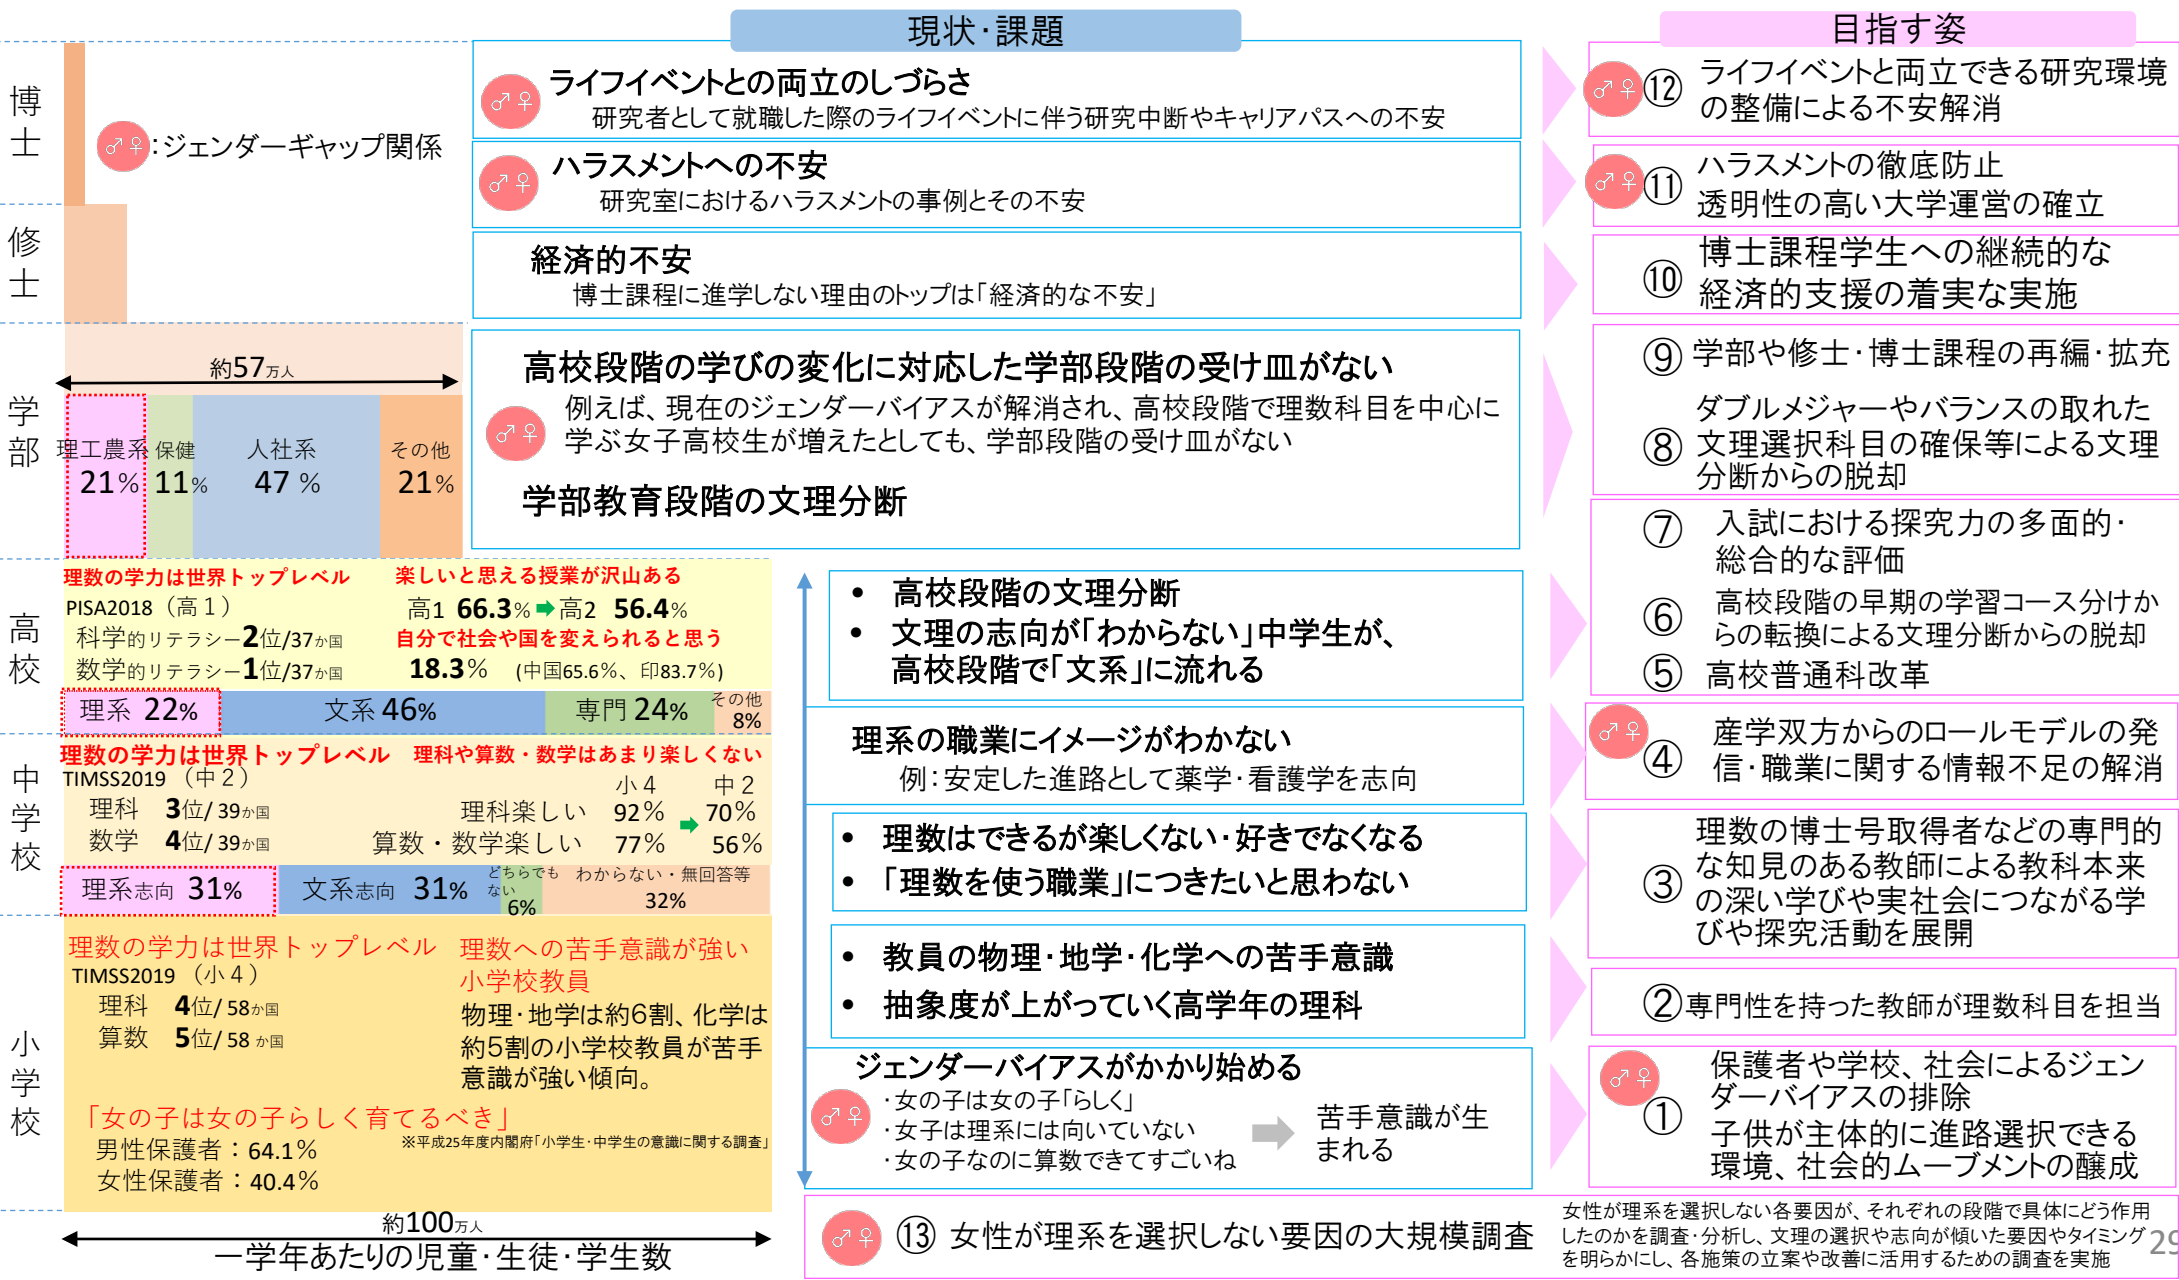 現状・課題
目指す姿
博士
♂♀:ジェンダーギャップ関係
修士
学部
約57万人
理工農系 21%
保健 11%
人社系 47 %
その他 21%
高校
理数の学力は世界トップレベル
PISA2018（高１）
科学的リテラシー2位/37か国
数学的リテラシー1位/37か国
楽しいと思える授業が沢山ある
高1 66.3% 高2 56.4%
自分で社会や国を変えられると思う
18.3% (中国65.6%、印83.7%)
理系 22%
文系 46%
専門 24%
その他 8%
中学校
理数の学力は世界トップレベル
TIMSS2019（中２）
理科 3位/ 39か国
数学 4位/ 39か国
理科や算数・数学はあまり楽しくない
小４ 中２
理科楽しい 92% 70%
算数・数学楽しい 77% 56%
理系志向 31%
文系志向 31%
どちらでもない 6%
わからない・無回答等 32%
小学校
理数の学力は世界トップレベル
TIMSS2019（小４）
理科 4位/ 58か国
算数 5位/ 58 か国
理数への苦手意識が強い
小学校教員
物理・地学は約6割、化学は
約5割の小学校教員が苦手
意識が強い傾向。
「女の子は女の子らしく育てるべき」
男性保護者：64.1%
女性保護者：40.4%
※平成25年度内閣府「小学生・中学生の意識に関する調査」
約100万人
一学年あたりの児童・生徒・学生数
♂♀ ライフイベントとの両立のしづらさ
研究者として就職した際のライフイベントに伴う研究中断やキャリアパスへの不安
♂♀ ハラスメントへの不安
研究室におけるハラスメントの事例とその不安
経済的不安
博士課程に進学しない理由のトップは「経済的な不安」
高校段階の学びの変化に対応した学部段階の受け皿がない
♂♀ 例えば、現在のジェンダーバイアスが解消され、高校段階で理数科目を中心に
学ぶ女子高校生が増えたとしても、学部段階の受け皿がない
学部教育段階の文理分断
• 高校段階の文理分断
• 文理の志向が「わからない」中学生が、
高校段階で「文系」に流れる
理系の職業にイメージがわかない
例：安定した進路として薬学・看護学を志向
• 理数はできるが楽しくない・好きでなくなる
• 「理数を使う職業」につきたいと思わない
• 教員の物理・地学・化学への苦手意識
• 抽象度が上がっていく高学年の理科
ジェンダーバイアスがかかり始める
♂♀ ・女の子は女の子「らしく」
・女子は理系には向いていない
・女の子なのに算数できてすごいね
苦手意識が生
まれる
♂♀ ⑫ ライフイベントと両立できる研究環境
の整備による不安解消
♂♀ ⑪ ハラスメントの徹底防止
透明性の高い大学運営の確立
⑩ 博士課程学生への継続的な
経済的支援の着実な実施
⑨ 学部や修士・博士課程の再編・拡充
⑧ ダブルメジャーやバランスの取れた
文理選択科目の確保等による文理
分断からの脱却
⑦ 入試における探究力の多面的・
総合的な評価
⑥ 高校段階の早期の学習コース分けか
らの転換による文理分断からの脱却
⑤ 高校普通科改革
♂♀ ④ 産学双方からのロールモデルの発
信・職業に関する情報不足の解消
③ 理数の博士号取得者などの専門的
な知見のある教師による教科本来
の深い学びや実社会につながる学
びや探究活動を展開
② 専門性を持った教師が理数科目を担当
♂♀ ① 保護者や学校、社会によるジェン
ダーバイアスの排除
子供が主体的に進路選択できる
環境、社会的ムーブメントの醸成
♂♀ ⑬ 女性が理系を選択しない要因の大規模調査
女性が理系を選択しない各要因が、それぞれの段階で具体にどう作用
したのかを調査・分析し、文理の選択や志向が傾いた要因やタイミング
を明らかにし、各施策の立案や改善に活用するための調査を実施
29